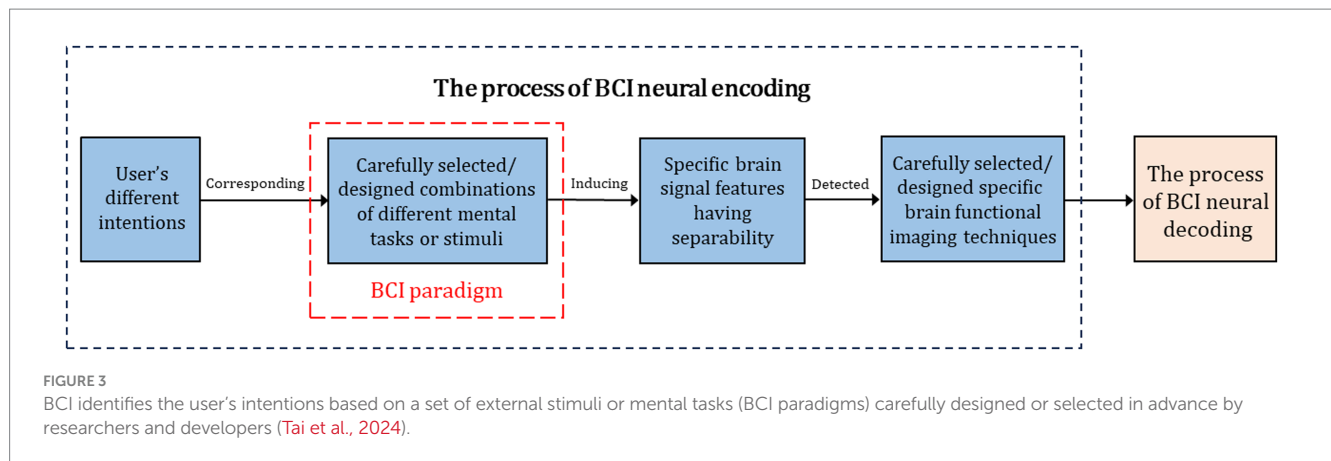 The process of BCI neural encoding
User's
different
intentions
Corresponding
Carefully selected/
designed combinations
of different mental
tasks or stimuli
BCI paradigm
Inducing
Specific brain
signal features
having
separability
Detected
Carefully selected/
designed specific
brain functional
imaging techniques
The process
of BCI neural
decoding
FIGURE 3
BCI identifies the user's intentions based on a set of external stimuli or mental tasks (BCI paradigms) carefully designed or selected in advance by
researchers and developers (Tai et al., 2024).